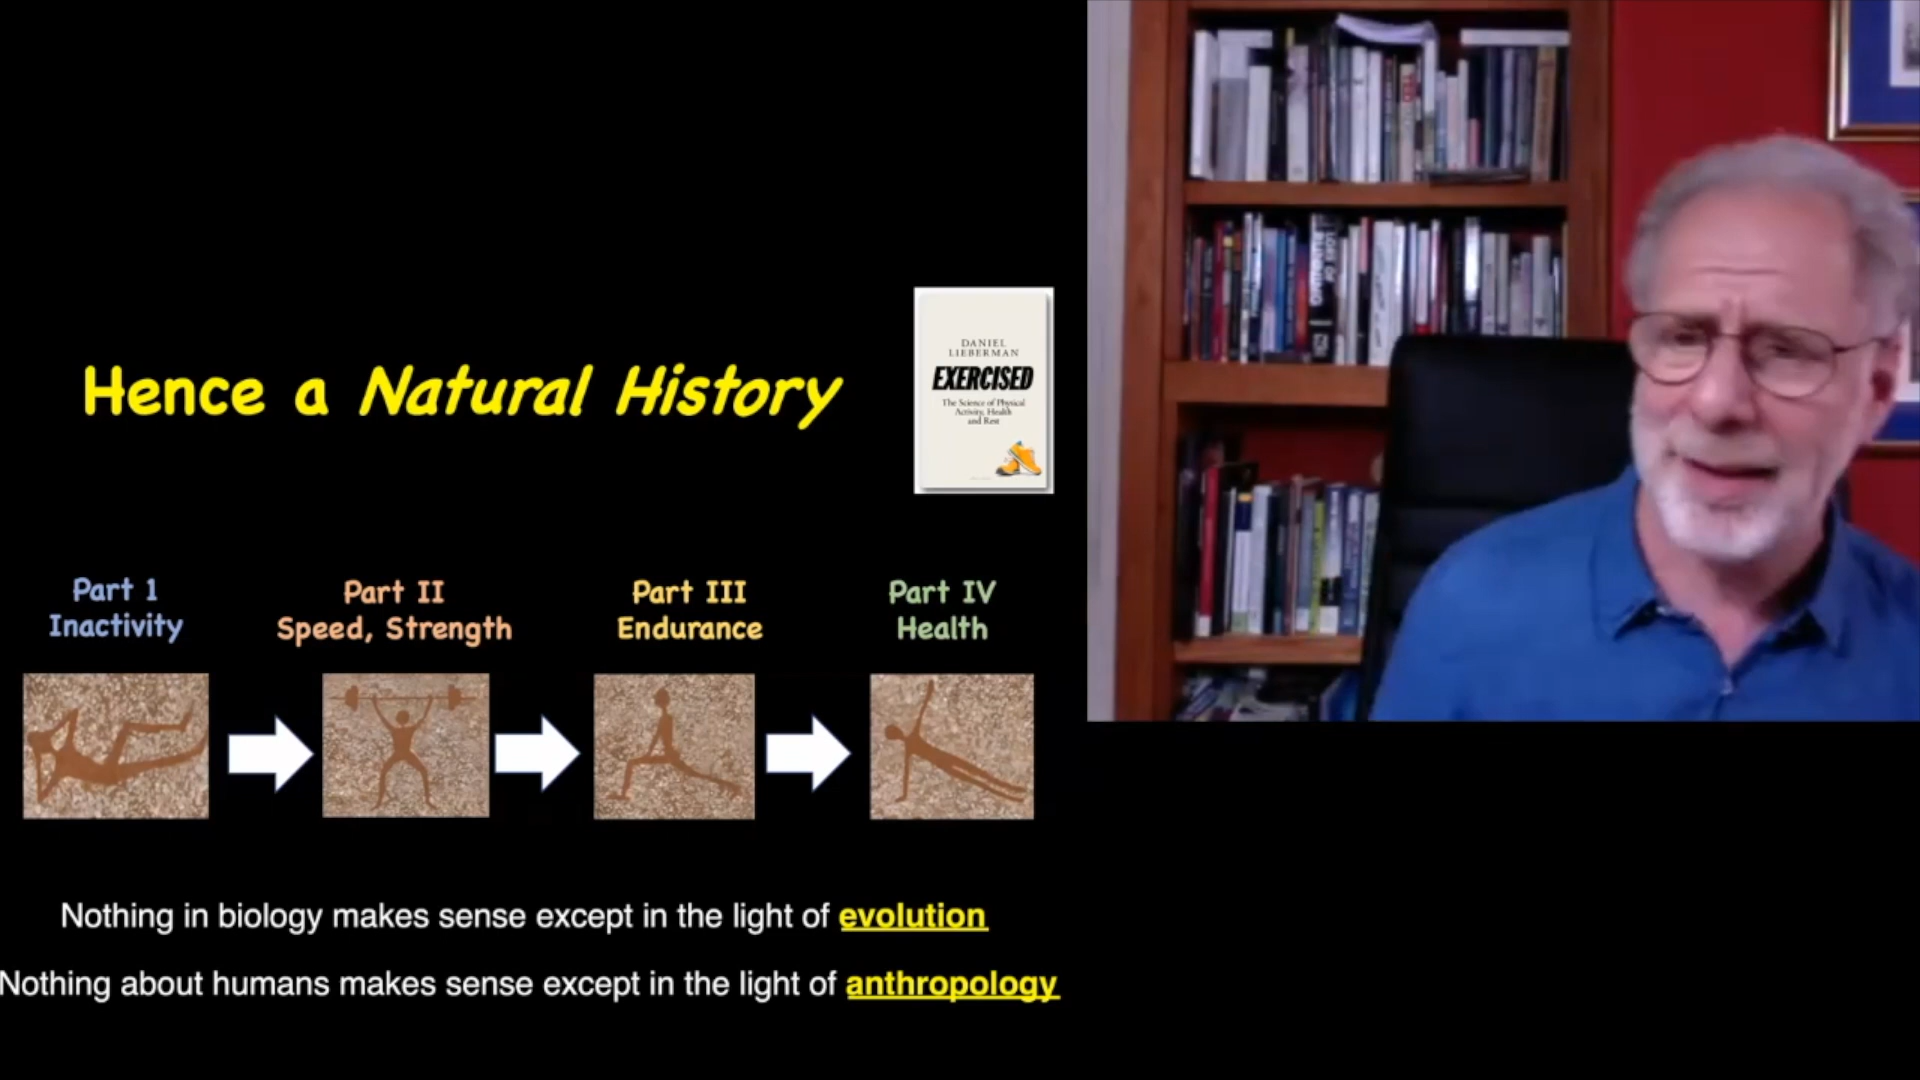 Hence a Natural History
DANIEL
LIEBERMAN
EXERCISED
The Science of Physical
Activity, Health
and Rest
Part 1
Inactivity
Part II
Speed, Strength
Part III
Endurance
Part IV
Health
Nothing in biology makes sense except in the light of evolution
Nothing about humans makes sense except in the light of anthropology